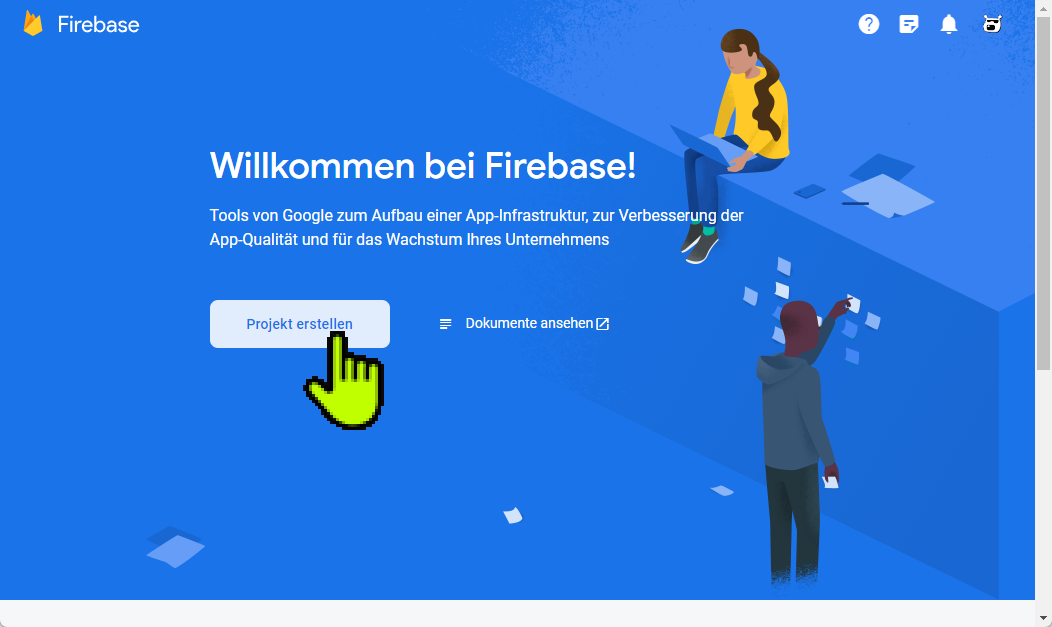 Firebase
Willkommen bei Firebase!
Tools von Google zum Aufbau einer App-Infrastruktur, zur Verbesserung der
App-Qualität und für das Wachstum Ihres Unternehmens
Projekt erstellen
Dokumente ansehen